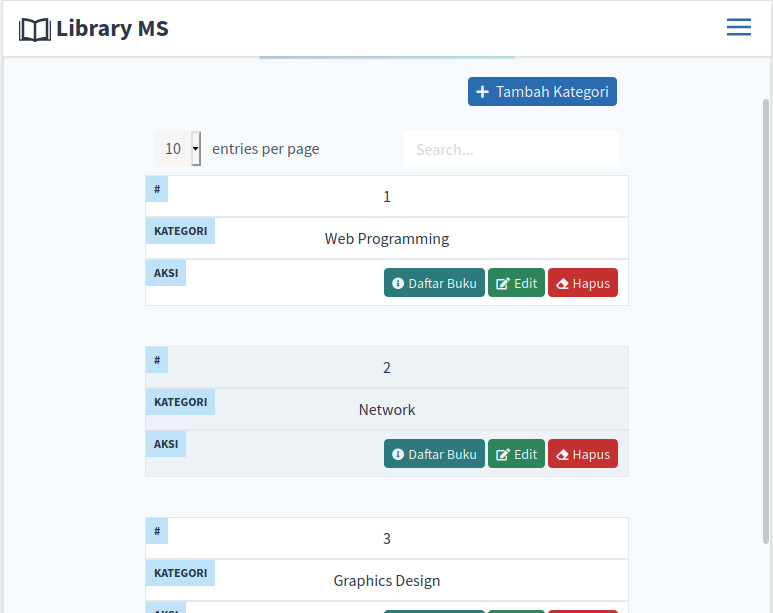 Library MS
Tambah Kategori
10 entries per page Search...
#
1
KATEGORI
Web Programming
AKSI
Daftar Buku Edit Hapus
#
2
KATEGORI
Network
AKSI
Daftar Buku Edit Hapus
#
3
KATEGORI
Graphics Design
AKSI